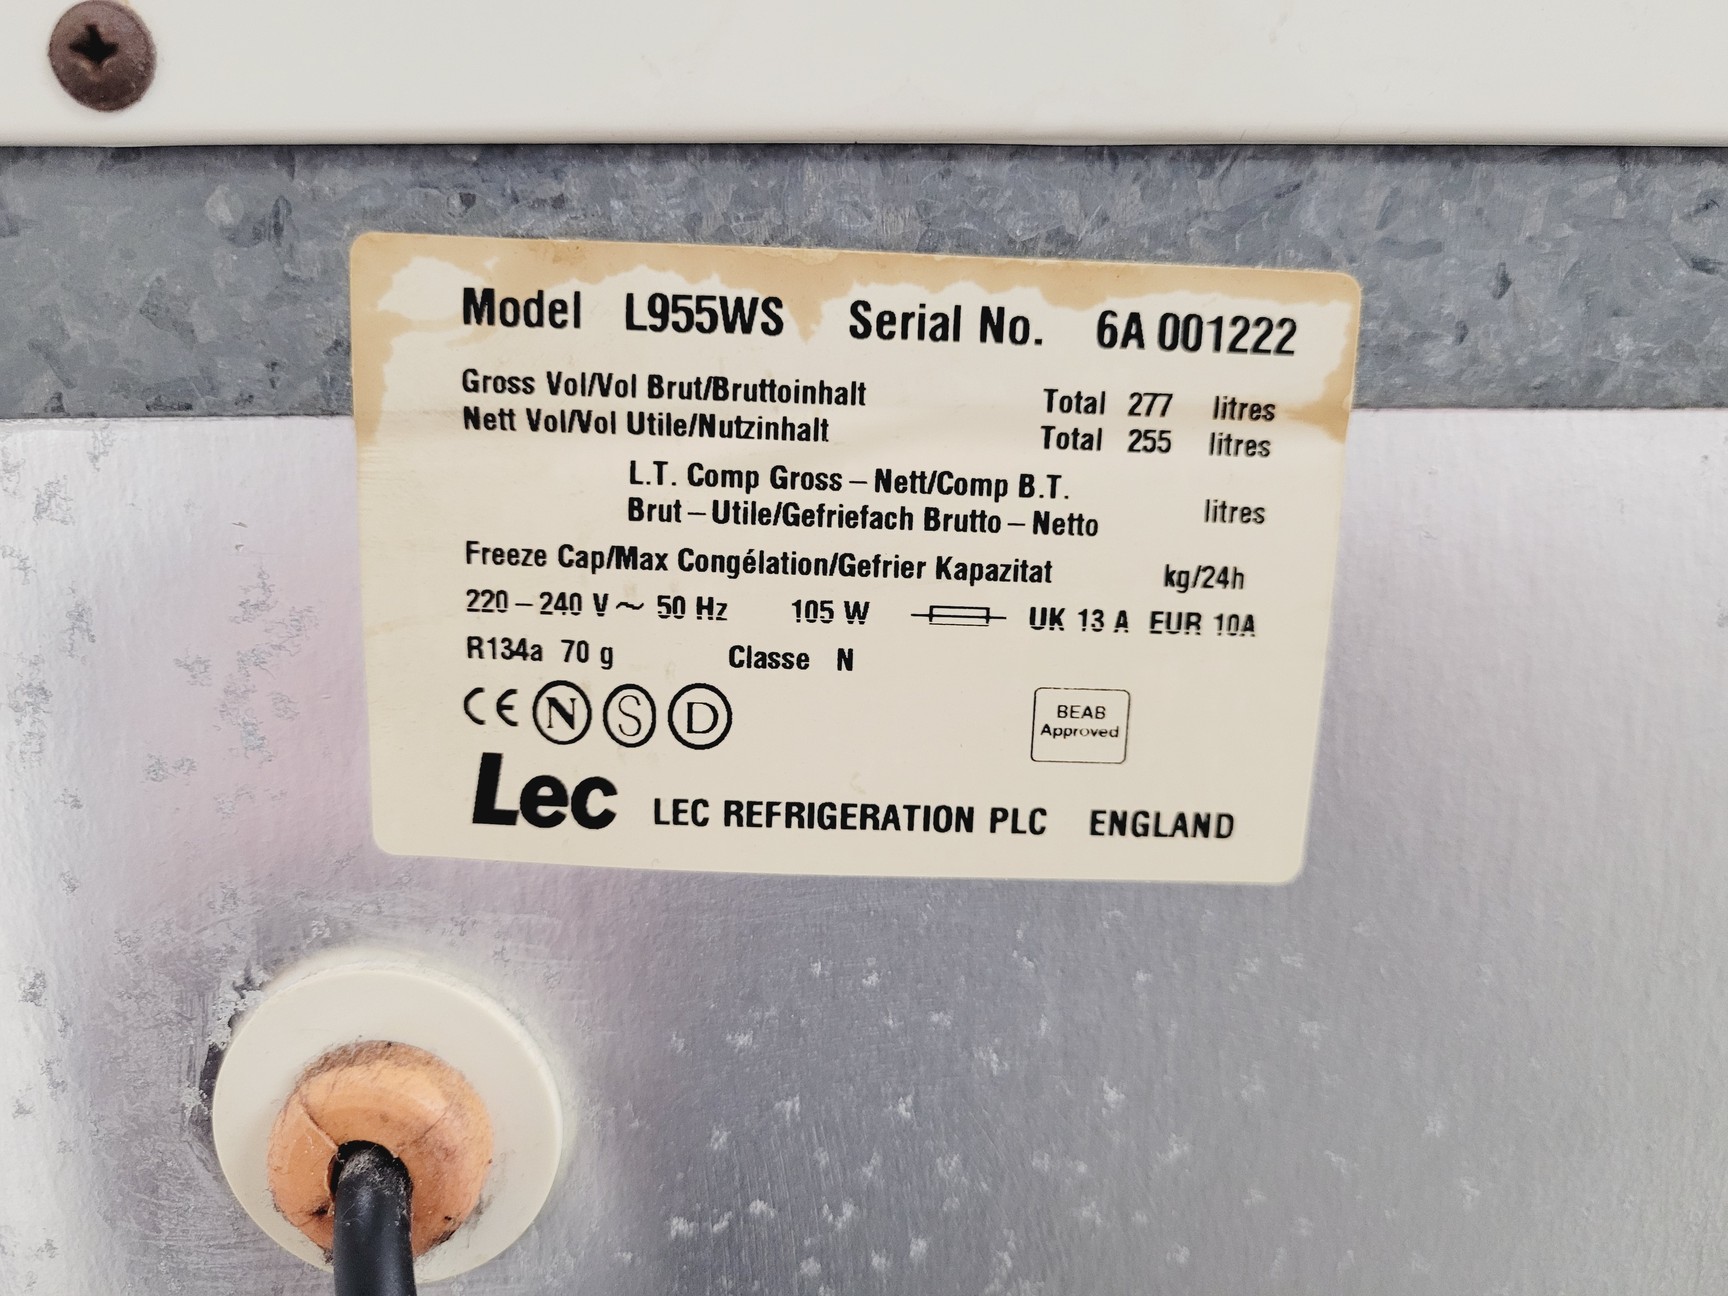 Model L955WS Serial No. 6A 001222
Gross Vol/Vol Brut/Bruttoinhalt Total 277 litres
Nett Vol/Vol Utile/Nutzinhalt Total 255 litres
L.T. Comp Gross – Nett/Comp B.T.
Brut – Utile/Gefriefach Brutto – Netto litres
Freeze Cap/Max Congélation/Gefrier Kapazitat kg/24h
220 – 240 V ~ 50 Hz 105 W UK 13 A EUR 10A
R134a 70 g Classe N
CE N S D
BEAB
Approved
Lec LEC REFRIGERATION PLC ENGLAND